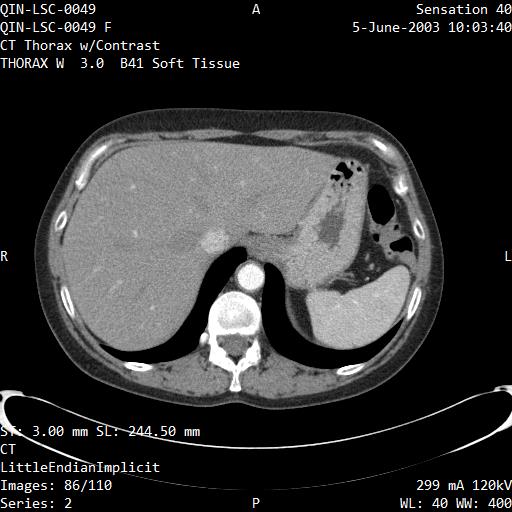 QIN-LSC-0049
A
Sensation 40
QIN-LSC-0049 F
5-June-2003 10:03:40
CT Thorax w/Contrast
THORAX W 3.0 B41 Soft Tissue
R
L
ST: 3.00 mm SL: 244.50 mm
CT
LittleEndianImplicit
Images: 86/110
299 mA 120kV
Series: 2
P
WL: 40 WW: 400